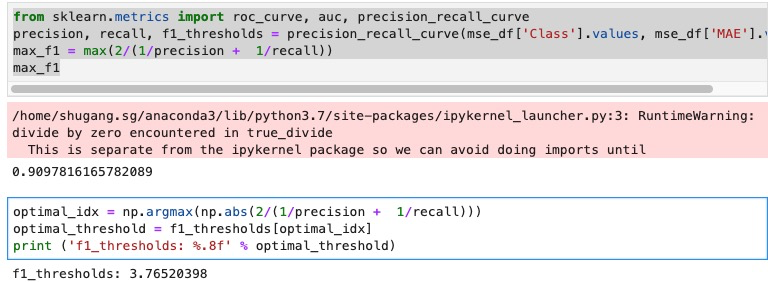 from sklearn.metrics import roc_curve, auc, precision_recall_curve
precision, recall, f1_thresholds = precision_recall_curve(mse_df['Class'].values, mse_df['MAE'].
max_f1 = max(2/(1/precision +  1/recall))
max_f1
/home/shugang.sg/anaconda3/lib/python3.7/site-packages/ipykernel_launcher.py:3: RuntimeWarning:
divide by zero encountered in true_divide
  This is separate from the ipykernel package so we can avoid doing imports until
0.9097816165782089
optimal_idx = np.argmax(np.abs(2/(1/precision +  1/recall)))
optimal_threshold = f1_thresholds[optimal_idx]
print ('f1_thresholds: %.8f' % optimal_threshold)
f1_thresholds: 3.76520398